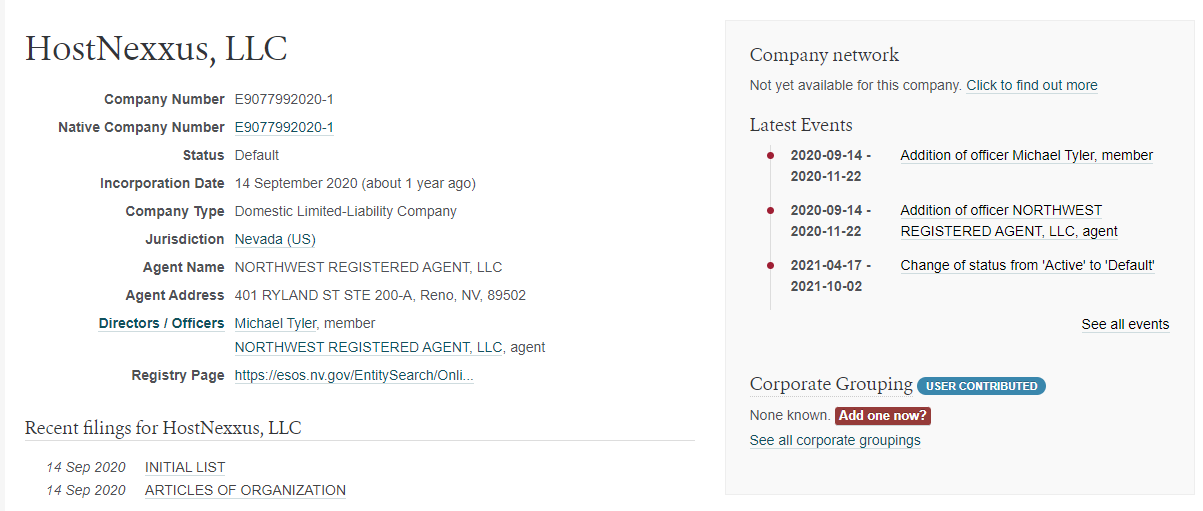 HostNexxus, LLC
Company Number E9077992020-1
Native Company Number E9077992020-1
Status Default
Incorporation Date 14 September 2020 (about 1 year ago)
Company Type Domestic Limited-Liability Company
Jurisdiction Nevada (US)
Agent Name NORTHWEST REGISTERED AGENT, LLC
Agent Address 401 RYLAND ST STE 200-A, Reno, NV, 89502
Directors / Officers Michael Tyler, member
NORTHWEST REGISTERED AGENT, LLC, agent
Registry Page https://esos.nv.gov/EntitySearch/Onli...
Recent filings for HostNexxus, LLC
14 Sep 2020 INITIAL LIST
14 Sep 2020 ARTICLES OF ORGANIZATION
Company network
Not yet available for this company. Click to find out more
Latest Events
2020-09-14 - Addition of officer Michael Tyler, member
2020-11-22
2020-09-14 - Addition of officer NORTHWEST
2020-11-22 REGISTERED AGENT, LLC, agent
2021-04-17 - Change of status from 'Active' to 'Default'
2021-10-02
See all events
Corporate Grouping USER CONTRIBUTED
None known. Add one now?
See all corporate groupings